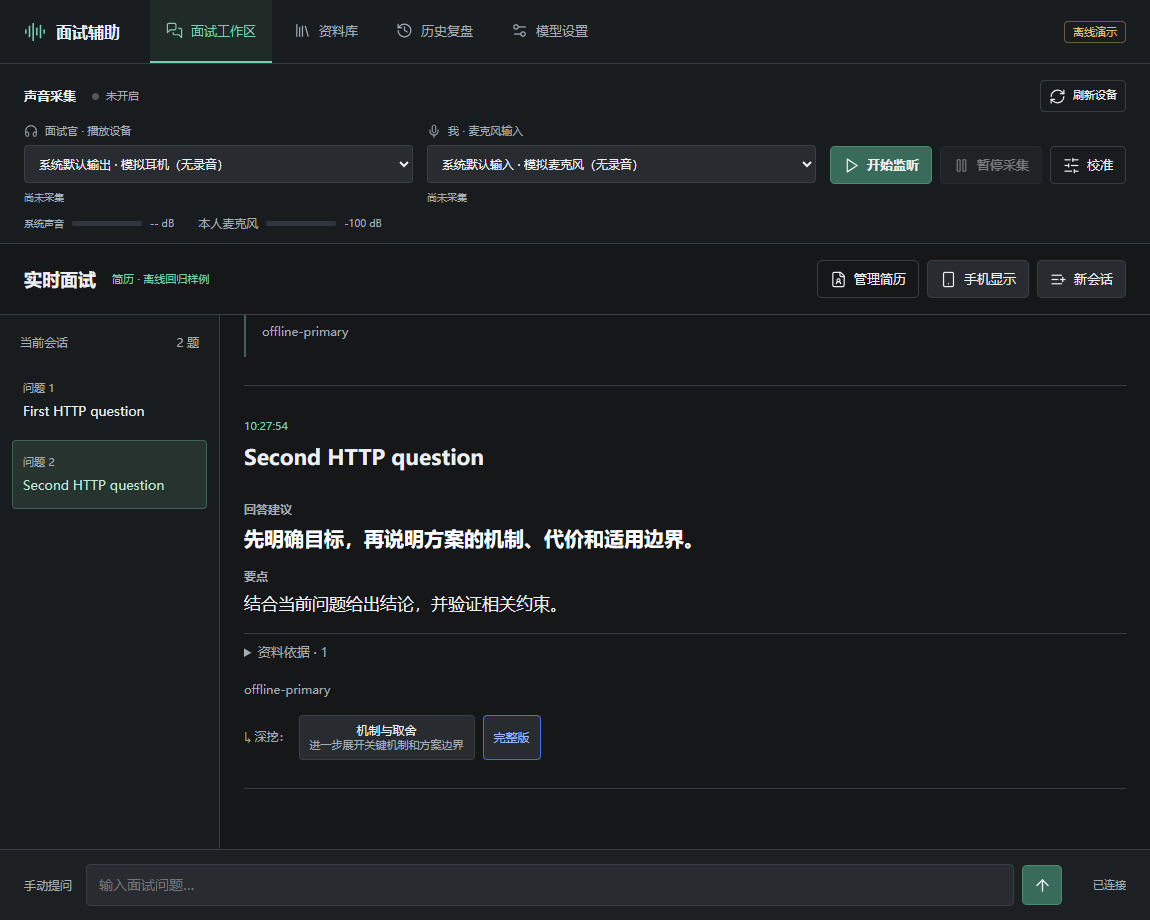 面试辅助
面试工作区
资料库
历史复盘
模型设置
离线演示
声音采集
未开启
刷新设备
面试官 · 播放设备
我 · 麦克风输入
系统默认输出 · 模拟耳机（无录音）
系统默认输入 · 模拟麦克风（无录音）
开始监听
暂停采集
校准
尚未采集
尚未采集
系统声音
-- dB
本人麦克风
-100 dB
实时面试
简历 · 离线回归样例
管理简历
手机显示
新会话
当前会话
2 题
问题 1
First HTTP question
问题 2
Second HTTP question
offline-primary
10:27:54
Second HTTP question
回答建议
先明确目标，再说明方案的机制、代价和适用边界。
要点
结合当前问题给出结论，并验证相关约束。
▶ 资料依据 · 1
offline-primary
↳ 深挖：
机制与取舍
进一步展开关键机制和方案边界
完整版
手动提问
输入面试问题...
已连接